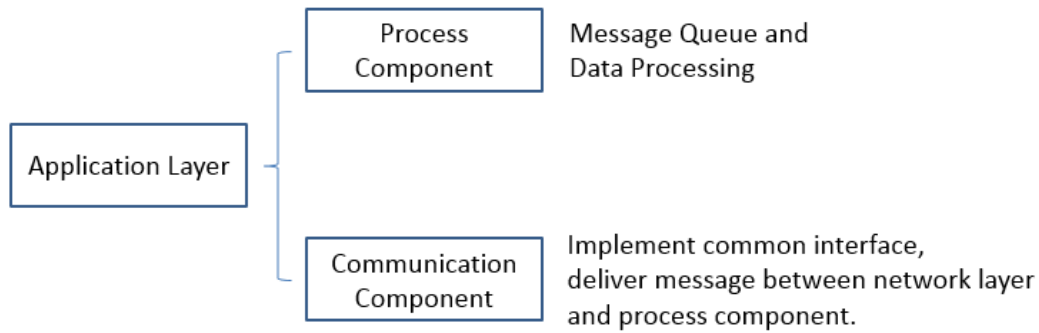 Process
Component
Message Queue and
Data Processing
Application Layer
Communication
Component
Implement common interface,
deliver message between network layer
and process component.